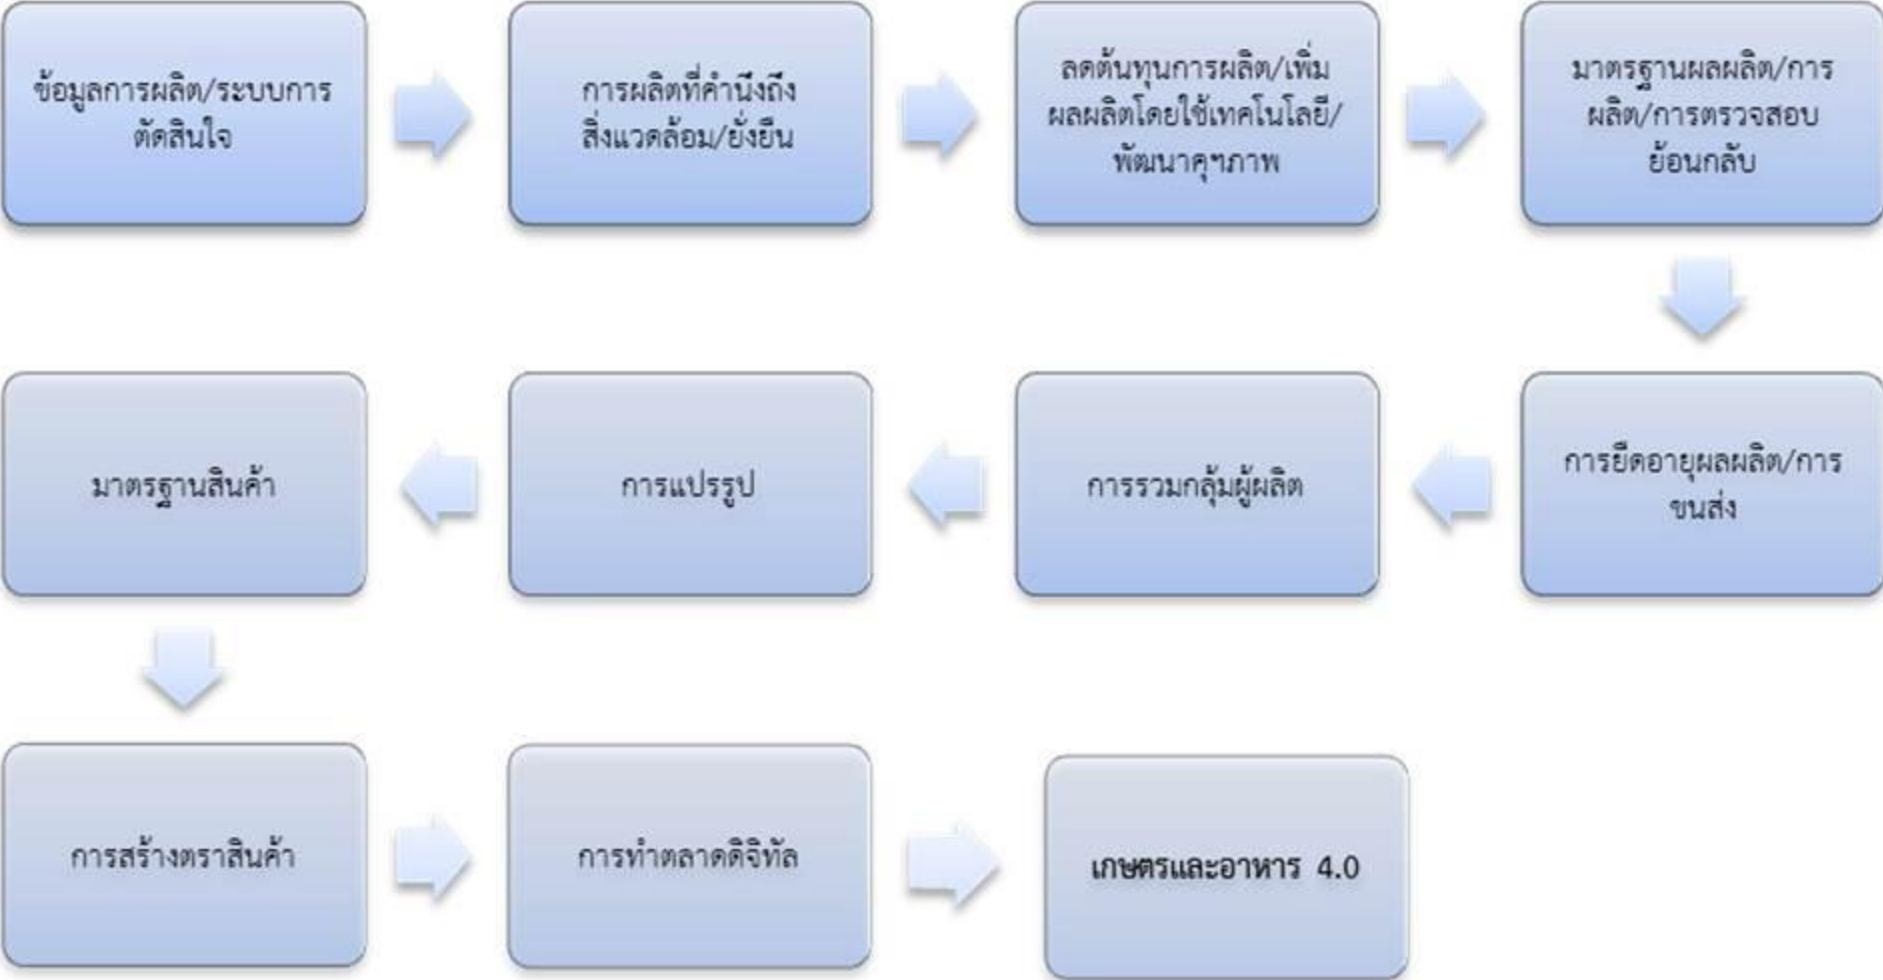 ข้อมูลการผลิต/ระบบการ
ตัดสินใจ
การผลิตที่คำนึงถึง
สิ่งแวดล้อม/ยั่งยืน
ลดต้นทุนการผลิต/เพิ่ม
ผลผลิตโดยใช้เทคโนโลยี/
พัฒนาคุฯภาพ
มาตรฐานผลผลิต/การ
ผลิต/การตรวจสอบ
ย้อนกลับ
การยืดอายุผลผลิต/การ
ขนส่ง
การรวมกลุ้มผู้ผลิต
การแปรรูป
มาตรฐานสินค้า
การสร้างตราสินค้า
การทำตลาดดิจิทัล
เกษตรและอาหาร 4.0